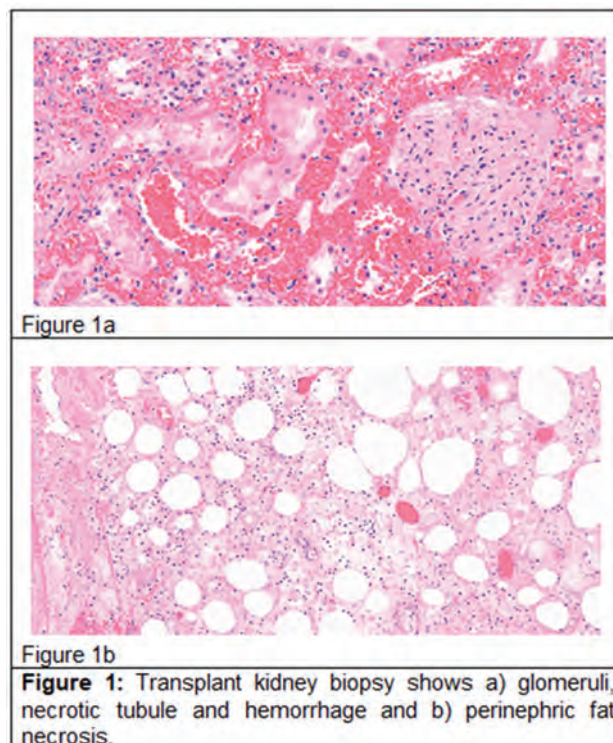 Figure 1a
Figure 1b
Figure 1: Transplant kidney biopsy shows a) glomeruli,
necrotic tubule and hemorrhage and b) perinephric fat
necrosis.